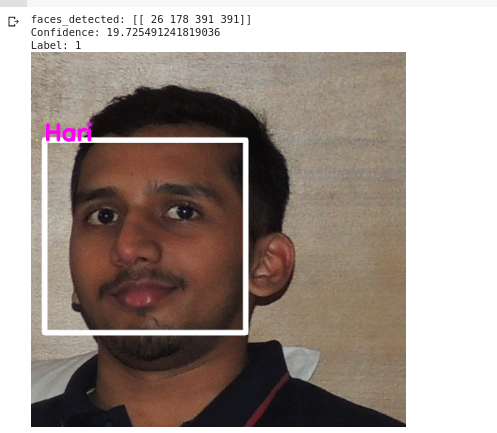 faces_detected: [[ 26 178 391 391]]
Confidence: 19.725491241819036
Label: 1
Hari